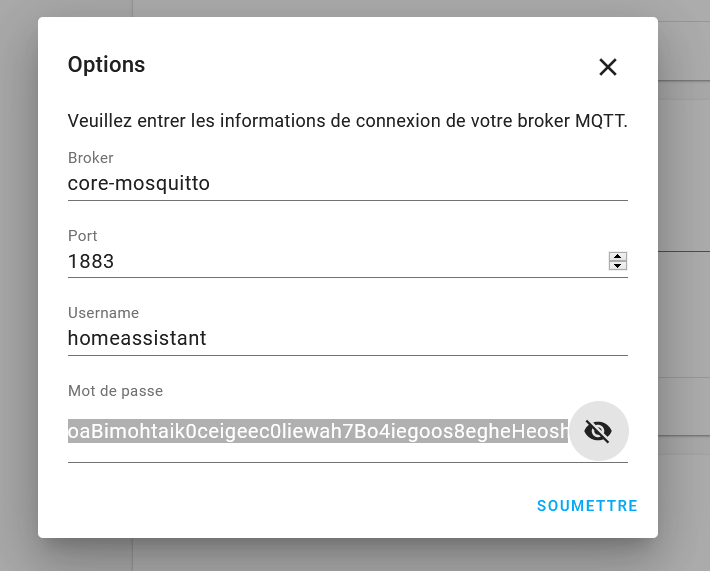 Options
Veuillez entrer les informations de connexion de votre broker MQTT.
Broker
core-mosquitto
Port
1883
Username
homeassistant
Mot de passe
oaBimohtaik0ceigeec0liewah7Bo4iegoos8egheHeosh
SOUMETTRE